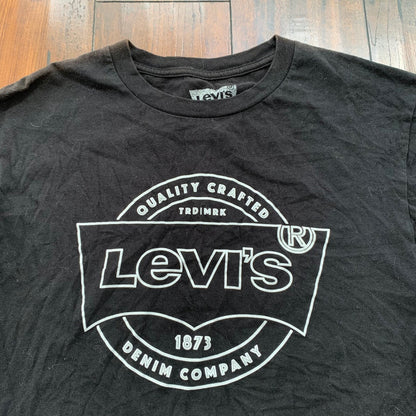 Levi's
QUALITY CRAFTED
TRD|MRK
Levi's®
1873
DENIM COMPANY